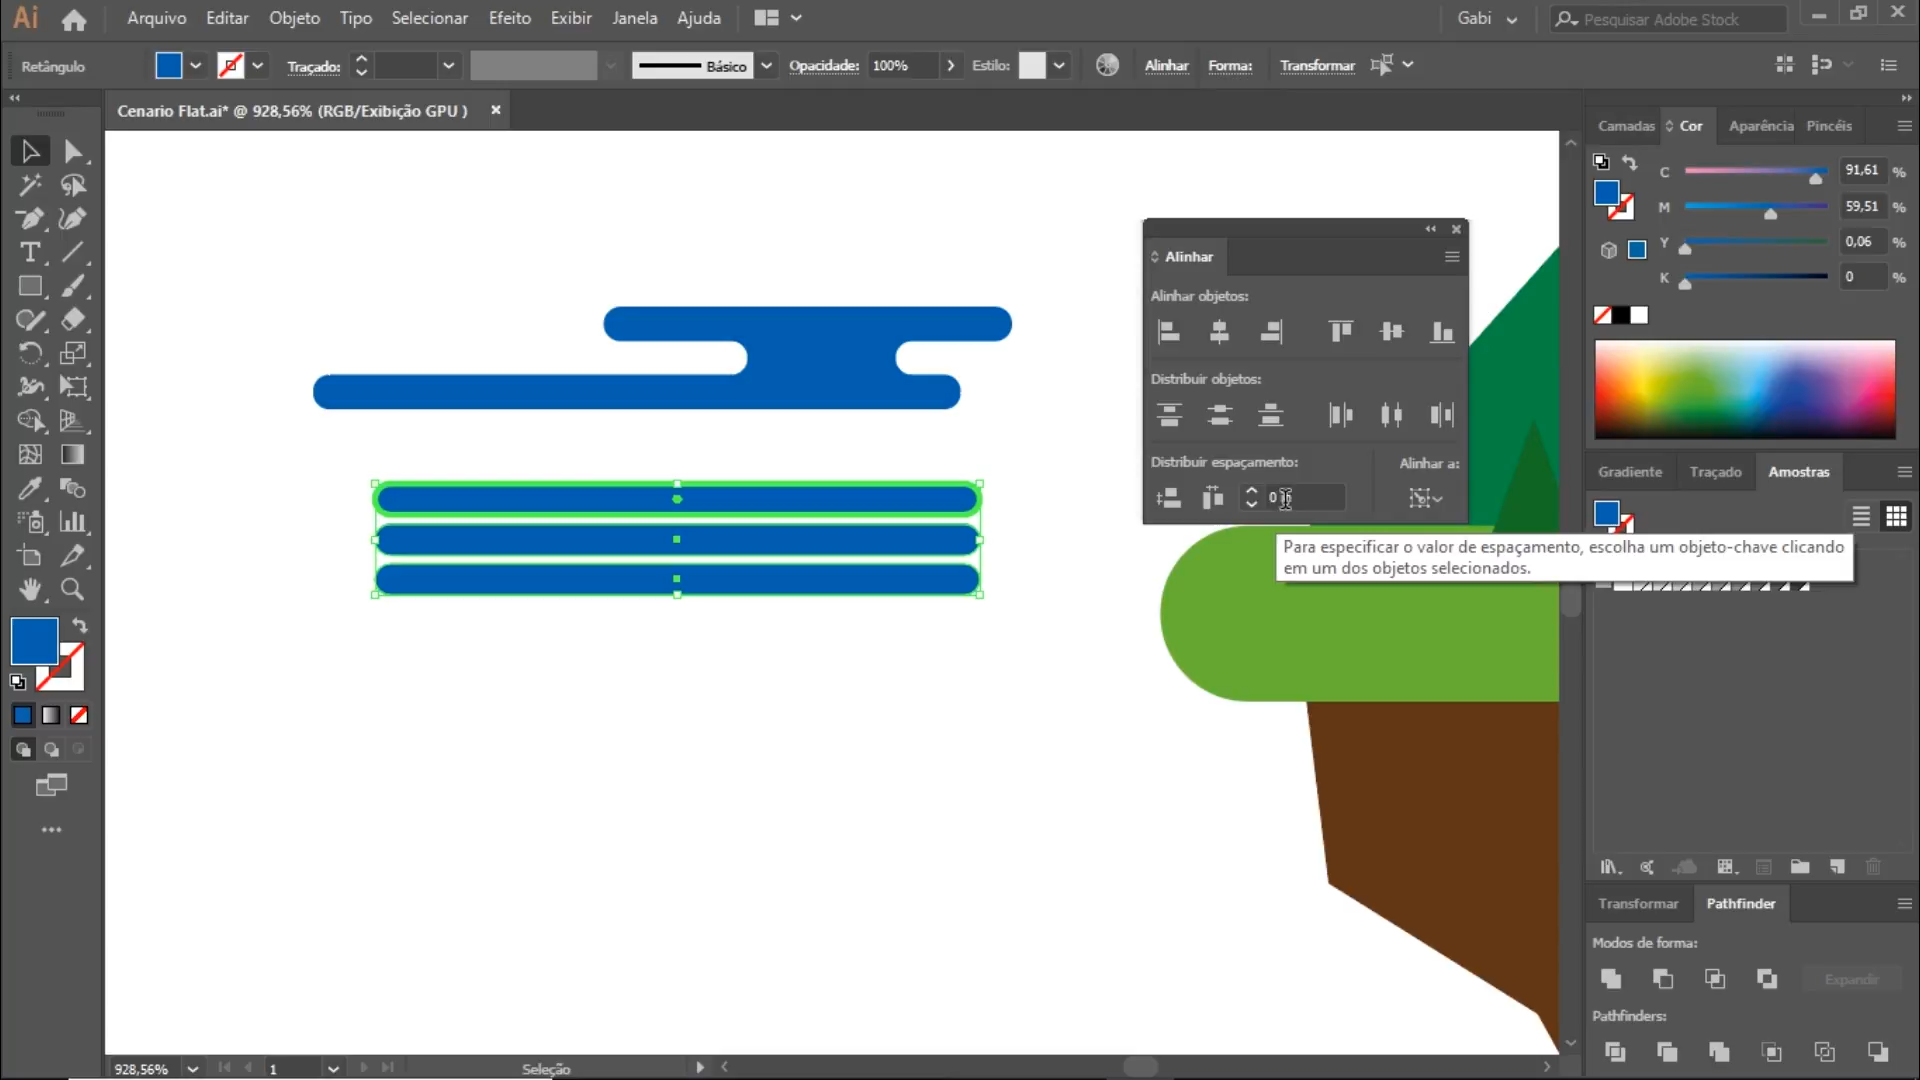 Ai Arquivo Editar Objeto Tipo Selecionar Efeito Exibir Janela Ajuda Gabi Pesquisar Adobe Stock
Retângulo Traçado: Básico Opacidade: 100% Estilo: Alinhar Forma: Transformar
Cenario Flat.ai* @ 928,56% (RGB/Exibição GPU )
Camadas Cor Aparência Pincéis
C 91,61 %
M 59,51 %
Y 0,06 %
K 0 %
Alinhar
Alinhar objetos:
Distribuir objetos:
Distribuir espaçamento: Alinhar a:
0
Para especificar o valor de espaçamento, escolha um objeto-chave clicando
em um dos objetos selecionados.
Gradiente Traçado Amostras
Transformar Pathfinder
Modos de forma:
Expandir
Pathfinders:
928,56% 1 Seleção